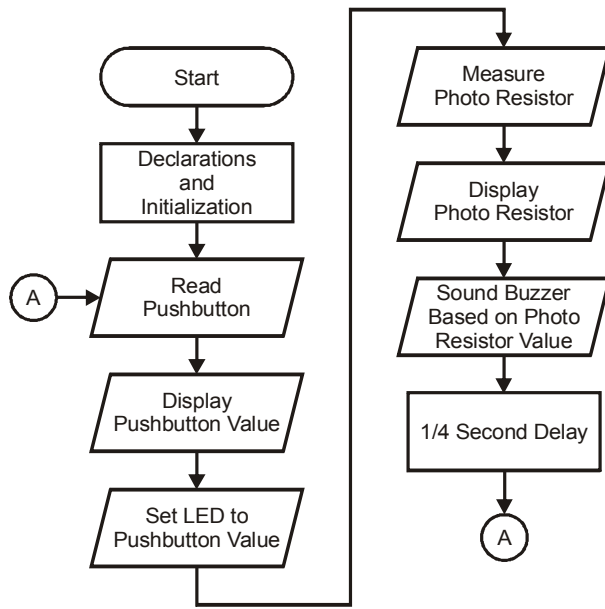 Start
Declarations
and
Initialization
A
Read
Pushbutton
Display
Pushbutton Value
Set LED to
Pushbutton Value
Measure
Photo Resistor
Display
Photo Resistor
Sound Buzzer
Based on Photo
Resistor Value
1/4 Second Delay
A